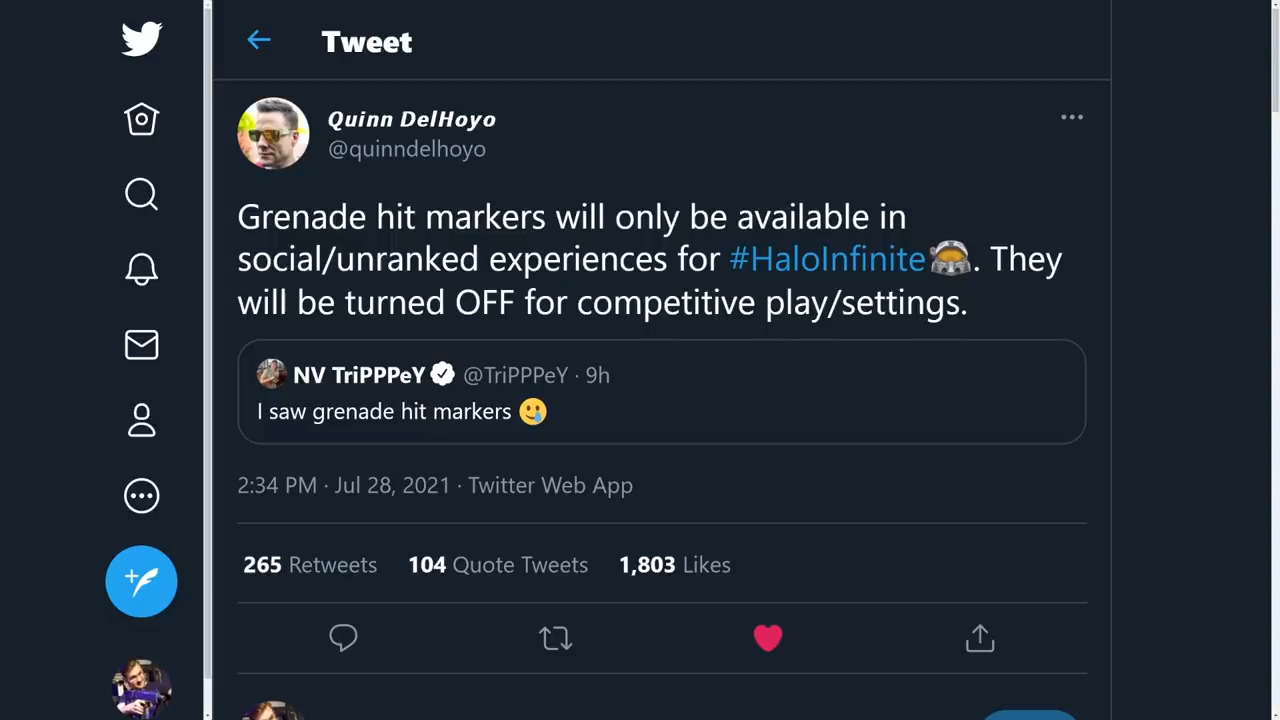 Tweet
Quinn DelHoyo
@quinndelhoyo
Grenade hit markers will only be available in
social/unranked experiences for #HaloInfinite. They
will be turned OFF for competitive play/settings.
NV TriPPPeY @TriPPPeY · 9h
I saw grenade hit markers 🥲
2:34 PM · Jul 28, 2021 · Twitter Web App
265 Retweets 104 Quote Tweets 1,803 Likes